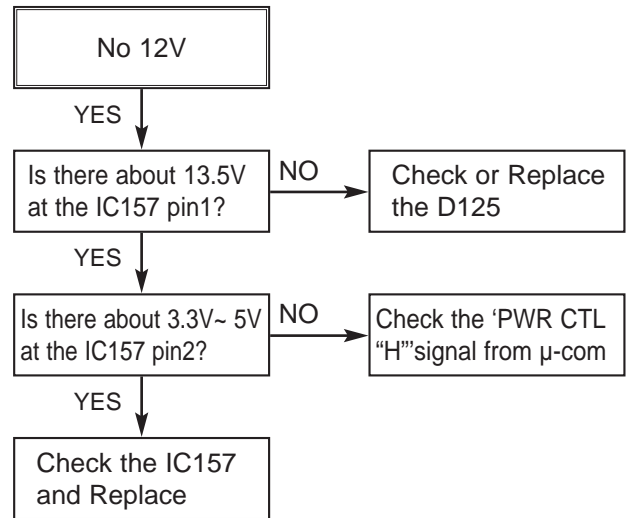 No 12V
YES
Is there about 13.5V
at the IC157 pin1?
NO
Check or Replace
the D125
YES
Is there about 3.3V~ 5V
at the IC157 pin2?
NO
Check the ‘PWR CTL
“H”’signal from µ-com
YES
Check the IC157
and Replace